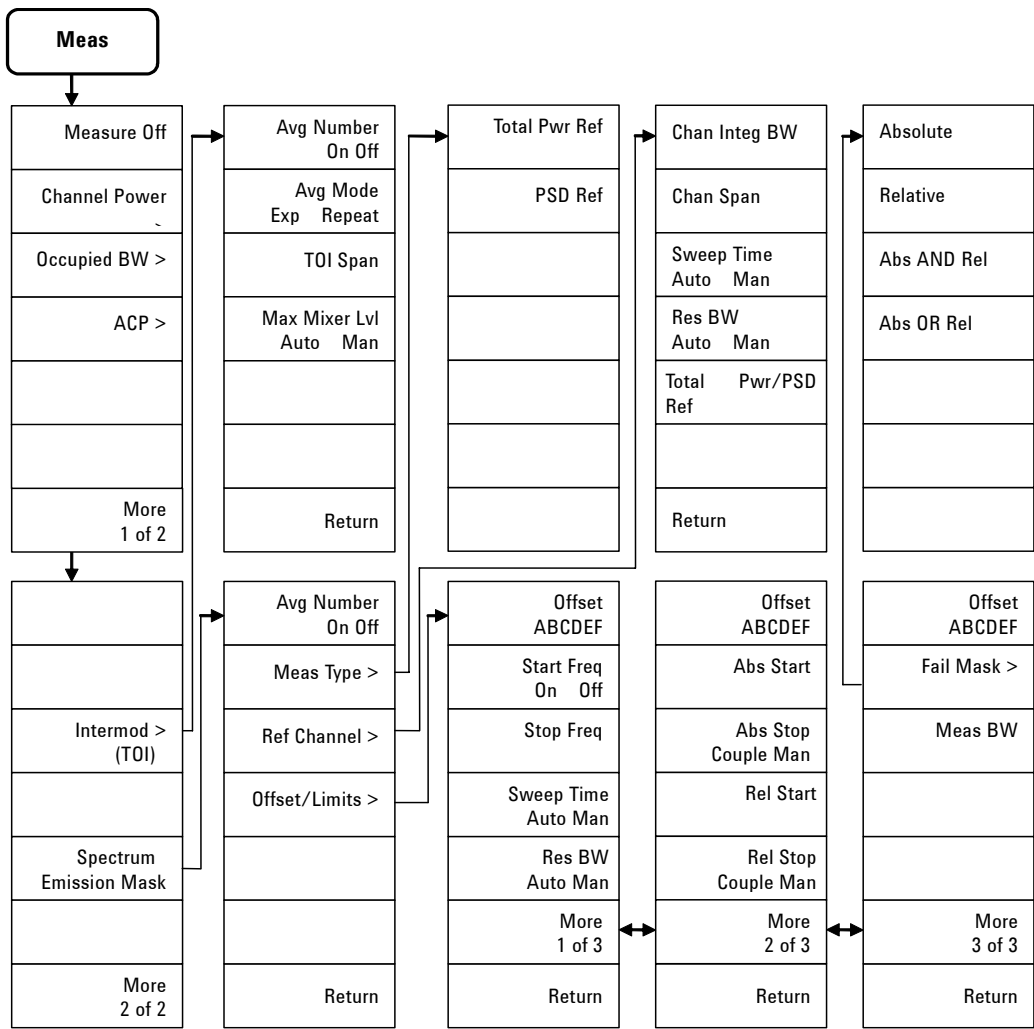 Meas
Measure Off
Channel Power
>
Occupied BW >
ACP >
More
1 of 2
Avg Number
On Off
Avg Mode
Exp Repeat
TOI Span
Max Mixer Lvl
Auto Man
Return
Total Pwr Ref
PSD Ref
Chan Integ BW
Chan Span
Sweep Time
Auto Man
Res BW
Auto Man
Total Pwr/PSD
Ref
Return
Absolute
Relative
Abs AND Rel
Abs OR Rel
Intermod >
(TOI)
Spectrum
Emission Mask
More
2 of 2
Avg Number
On Off
Meas Type >
Ref Channel >
Offset/Limits >
Return
Offset
ABCDEF
Start Freq
On Off
Stop Freq
Sweep Time
Auto Man
Res BW
Auto Man
More
1 of 3
Return
Offset
ABCDEF
Abs Start
Abs Stop
Couple Man
Rel Start
Rel Stop
Couple Man
More
2 of 3
Return
Offset
ABCDEF
Fail Mask >
Meas BW
More
3 of 3
Return